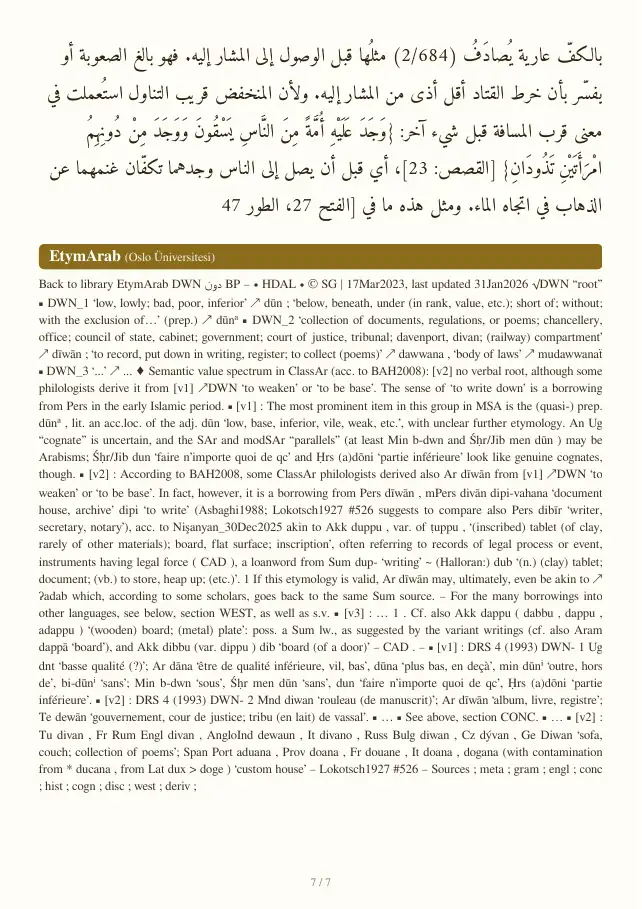 بالكفّ عارية يُصادَفُ (2/684) مثلُها قبل الوصول إلى المشار إليه. فهو بالغ الصعوبة أو
يفسّر بأن خرط القتاد أقل أذى من المشار إليه. ولأن المنخفض قريب التناول استُعملت في
معنى قرب المسافة قبل شيء آخر: {وَجَدَ عَلَيْهِ أُمَّةً مِنَ النَّاسِ يَسْقُونَ وَوَجَدَ مِنْ دُونِهِمُ
امْرَأَتَيْنِ تَذُودَانِ} [القصص: 23]، أي قبل أن يصل إلى الناس وجدهما تكفّان غنمهما عن
الذهاب في اتجاه الماء. ومثل هذه ما في [الفتح 27، الطور 47
EtymArab (Oslo Üniversitesi)
Back to library EtymArab DWN دون BP – • HDAL • © SG | 17Mar2023, last updated 31Jan2026 √DWN “root”
▪ DWN_1 ‘low, lowly; bad, poor, inferior’ ↗ dūn ; ‘below, beneath, under (in rank, value, etc.); short of; without;
with the exclusion of…’ (prep.) ↗ dūnᵃ ▪ DWN_2 ‘collection of documents, regulations, or poems; chancellery,
office; council of state, cabinet; government; court of justice, tribunal; davenport, divan; (railway) compartment’
↗ dīwān ; ‘to record, put down in writing, register; to collect (poems)’ ↗ dawwana , ‘body of laws’ ↗ mudawwanaẗ
▪ DWN_3 ‘...’ ↗ ... ♦ Semantic value spectrum in ClassAr (acc. to BAH2008): [v2] no verbal root, although some
philologists derive it from [v1] ↗DWN ‘to weaken’ or ‘to be base’. The sense of ‘to write down’ is a borrowing
from Pers in the early Islamic period. ▪ [v1] : The most prominent item in this group in MSA is the (quasi-) prep.
dūnᵃ , lit. an acc.loc. of the adj. dūn ‘low, base, inferior, vile, weak, etc.’, with unclear further etymology. An Ug
“cognate” is uncertain, and the SAr and modSAr “parallels” (at least Min b-dwn and Śḥr/Jib men dūn ) may be
Arabisms; Śḥr/Jib dun ‘faire n’importe quoi de qc’ and Ḥrs (a)dōni ‘partie inférieure’ look like genuine cognates,
though. ▪ [v2] : According to BAH2008, some ClassAr philologists derived also Ar dīwān from [v1] ↗DWN ‘to
weaken’ or ‘to be base’. In fact, however, it is a borrowing from Pers dīwān , mPers divān dipi-vahana ‘document
house, archive’ dipi ‘to write’ (Asbaghi1988; Lokotsch1927 #526 suggests to compare also Pers dibīr ‘writer,
secretary, notary’), acc. to Nişanyan_30Dec2025 akin to Akk duppu , var. of ṭuppu , ‘(inscribed) tablet (of clay,
rarely of other materials); board, flat surface; inscription’, often referring to records of legal process or event,
instruments having legal force ( CAD ), a loanword from Sum dup- ‘writing’ ~ (Halloran:) dub ‘(n.) (clay) tablet;
document; (vb.) to store, heap up; (etc.)’. 1 If this etymology is valid, Ar dīwān may, ultimately, even be akin to ↗
ʔadab which, according to some scholars, goes back to the same Sum source. – For the many borrowings into
other languages, see below, section WEST, as well as s.v. ▪ [v3] : … 1 . Cf. also Akk dappu ( dabbu , dappu ,
adappu ) ‘(wooden) board; (metal) plate’: poss. a Sum lw., as suggested by the variant writings (cf. also Aram
dappā ‘board’), and Akk dibbu (var. dippu ) dib ‘board (of a door)’ – CAD . – ▪ [v1] : DRS 4 (1993) DWN- 1 Ug
dnt ‘basse qualité (?)’; Ar dāna ‘être de qualité inférieure, vil, bas’, dūna ‘plus bas, en deçà’, min dūnⁱ ‘outre, hors
de’, bi-dūnⁱ ‘sans’; Min b-dwn ‘sous’, Śḥr men dūn ‘sans’, dun ‘faire n’importe quoi de qc’, Ḥrs (a)dōni ‘partie
inférieure’. ▪ [v2] : DRS 4 (1993) DWN- 2 Mnd diwan ‘rouleau (de manuscrit)’; Ar dīwān ‘album, livre, registre’;
Te dewān ‘gouvernement, cour de justice; tribu (en lait) de vassal’. ▪ … ▪ See above, section CONC. ▪ … ▪ [v2] :
Tu divan , Fr Rum Engl divan , AngloInd dewaun , It divano , Russ Bulg diwan , Cz dývan , Ge Diwan ‘sofa,
couch; collection of poems’; Span Port aduana , Prov doana , Fr douane , It doana , dogana (with contamination
from * ducana , from Lat dux > doge ) ‘custom house’ – Lokotsch1927 #526 – Sources ; meta ; gram ; engl ; conc
; hist ; cogn ; disc ; west ; deriv ;
7 / 7